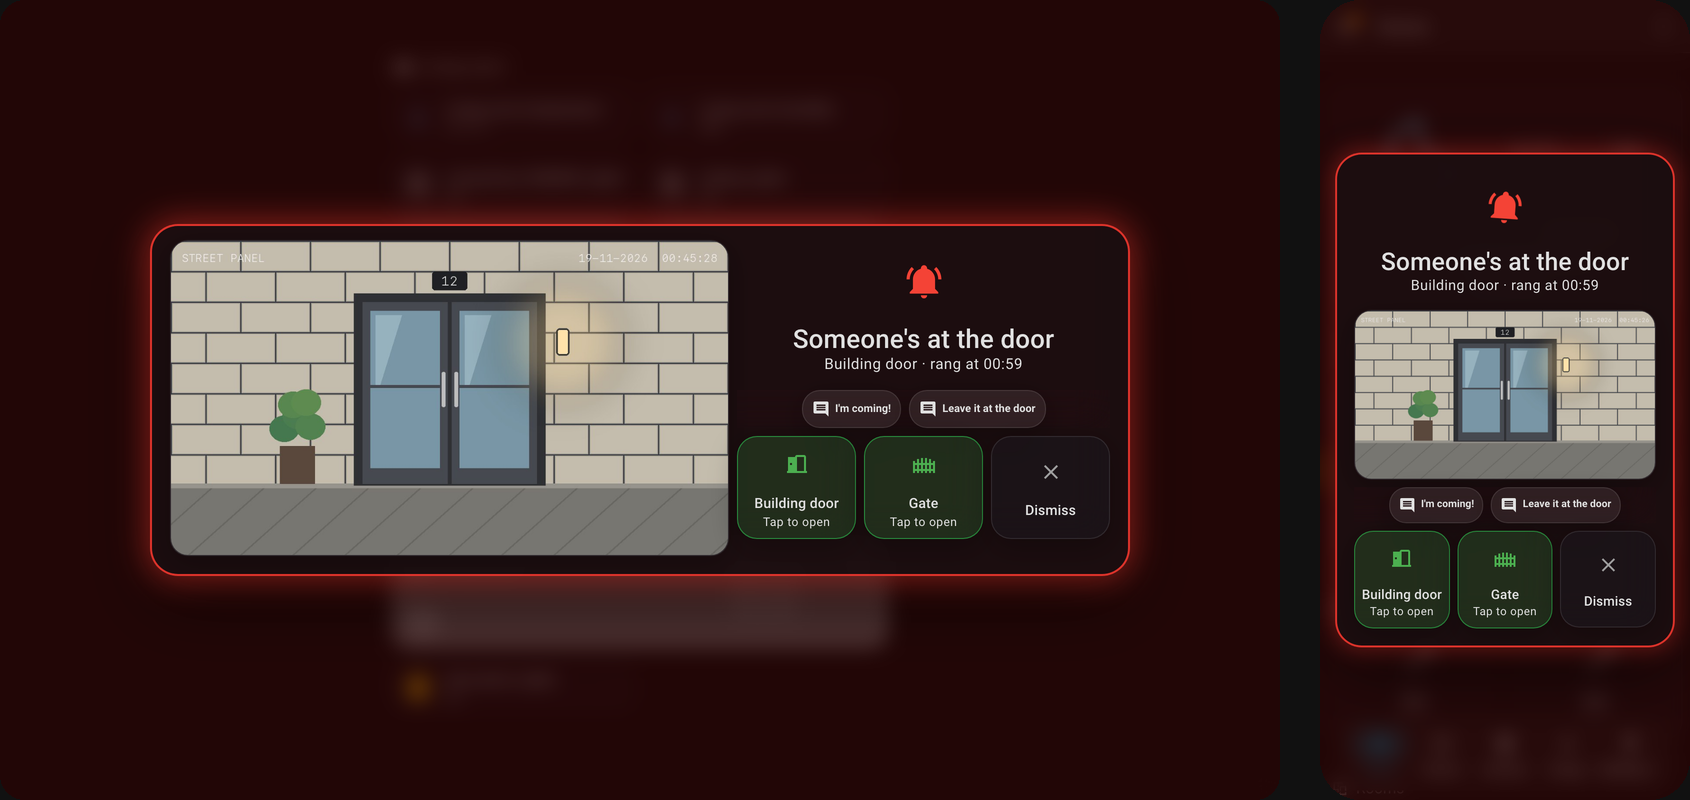 STREET PANEL
19-11-2026 00:45:28
12
Someone's at the door
Building door · rang at 00:59
I'm coming!
Leave it at the door
Building door
Tap to open
Gate
Tap to open
Dismiss
Someone's at the door
Building door · rang at 00:59
STREET PANEL
12
I'm coming!
Leave it at the door
Building door
Tap to open
Gate
Tap to open
Dismiss